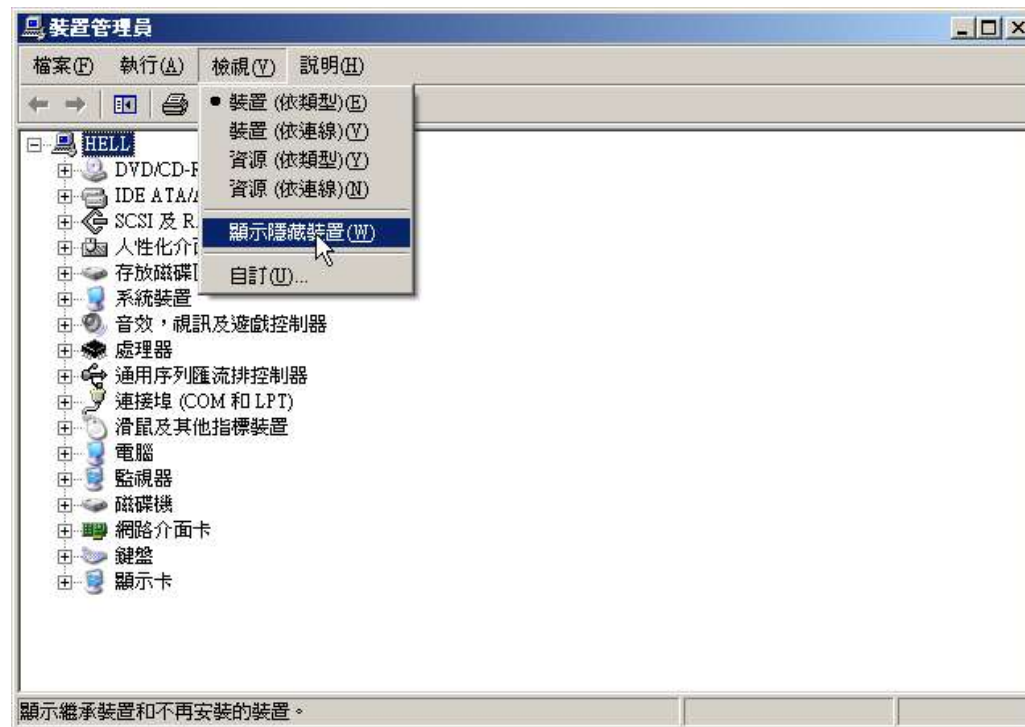 裝置管理員
檔案(F) 執行(A) 檢視(V) 說明(H)
裝置 (依類型)(E)
裝置 (依連線)(V)
資源 (依類型)(Y)
資源 (依連線)(N)
顯示隱藏裝置(W)
自訂(U)...
HELL
DVD/CD-R
IDE ATA/A
SCSI 及 R
人性化介
存放磁碟
系統裝置
音效，視訊及遊戲控制器
處理器
通用序列匯流排控制器
連接埠 (COM 和 LPT)
滑鼠及其他指標裝置
電腦
監視器
磁碟機
網路介面卡
鍵盤
顯示卡
顯示繼承裝置和不再安裝的裝置。